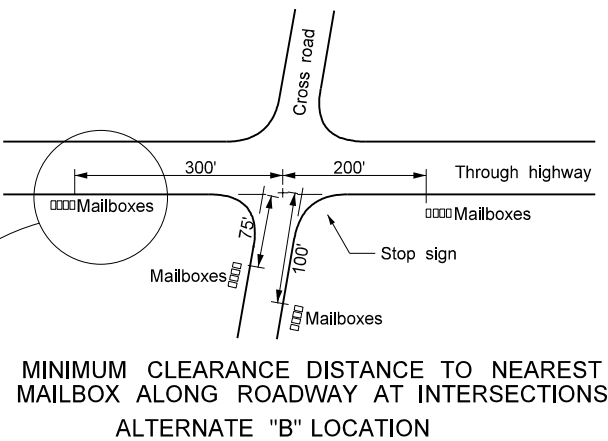 Cross road
300'
200'
Through highway
Mailboxes
Mailboxes
75'
100'
Stop sign
Mailboxes
Mailboxes
MINIMUM CLEARANCE DISTANCE TO NEAREST
MAILBOX ALONG ROADWAY AT INTERSECTIONS
ALTERNATE "B" LOCATION